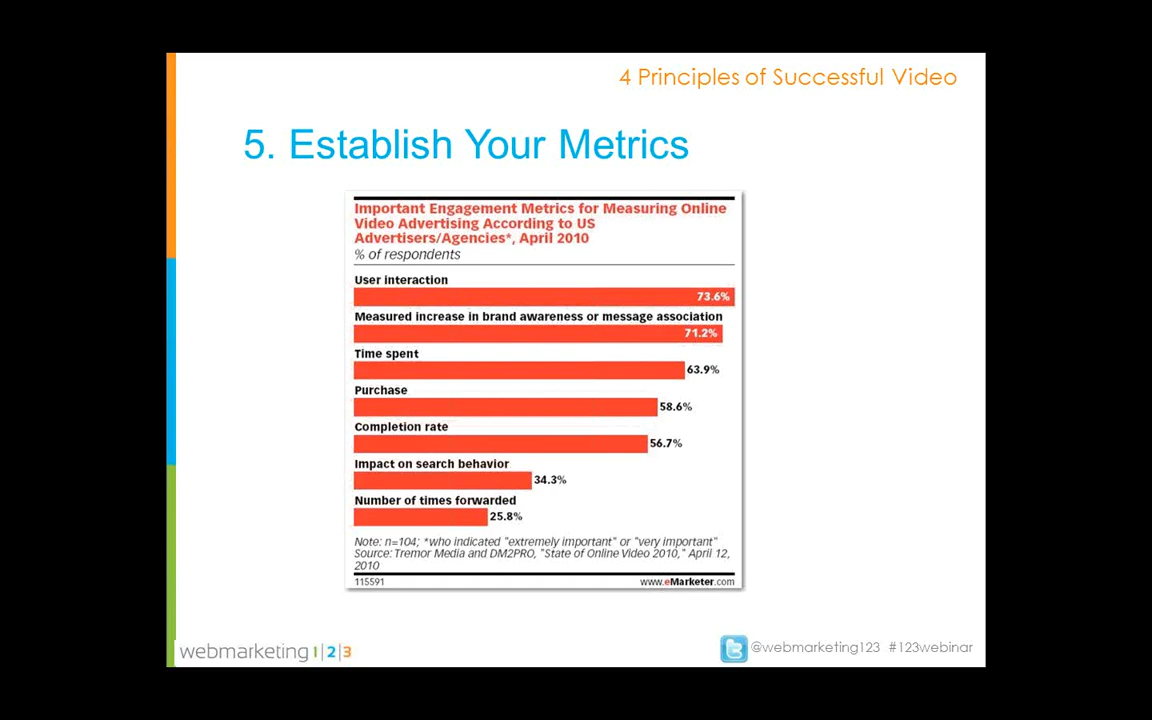 4 Principles of Successful Video
5. Establish Your Metrics
Important Engagement Metrics for Measuring Online
Video Advertising According to US
Advertisers/Agencies*, April 2010
% of respondents
User interaction
73.6%
Measured increase in brand awareness or message association
71.2%
Time spent
63.9%
Purchase
58.6%
Completion rate
56.7%
Impact on search behavior
34.3%
Number of times forwarded
25.8%
Note: n=104; *who indicated "extremely important" or "very important"
Source: Tremor Media and DM2PRO, "State of Online Video 2010," April 12,
2010
115591 www.eMarketer.com
webmarketing 1|2|3
@webmarketing123 #123webinar